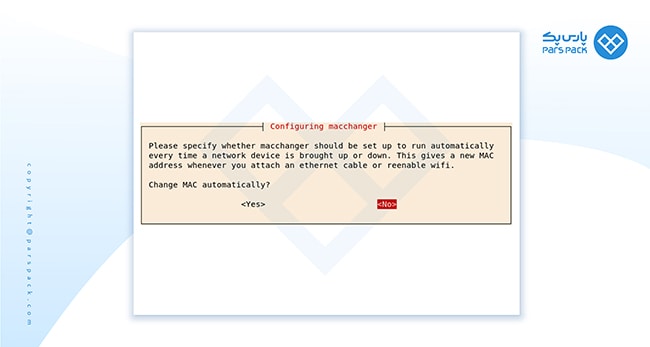 پارس پک
PARS PACK
Configuring macchanger
Please specify whether macchanger should be set up to run automatically
every time a network device is brought up or down. This gives a new MAC
address whenever you attach an ethernet cable or reenable wifi.
Change MAC automatically?
<Yes> <No>
copyright@parspack.com